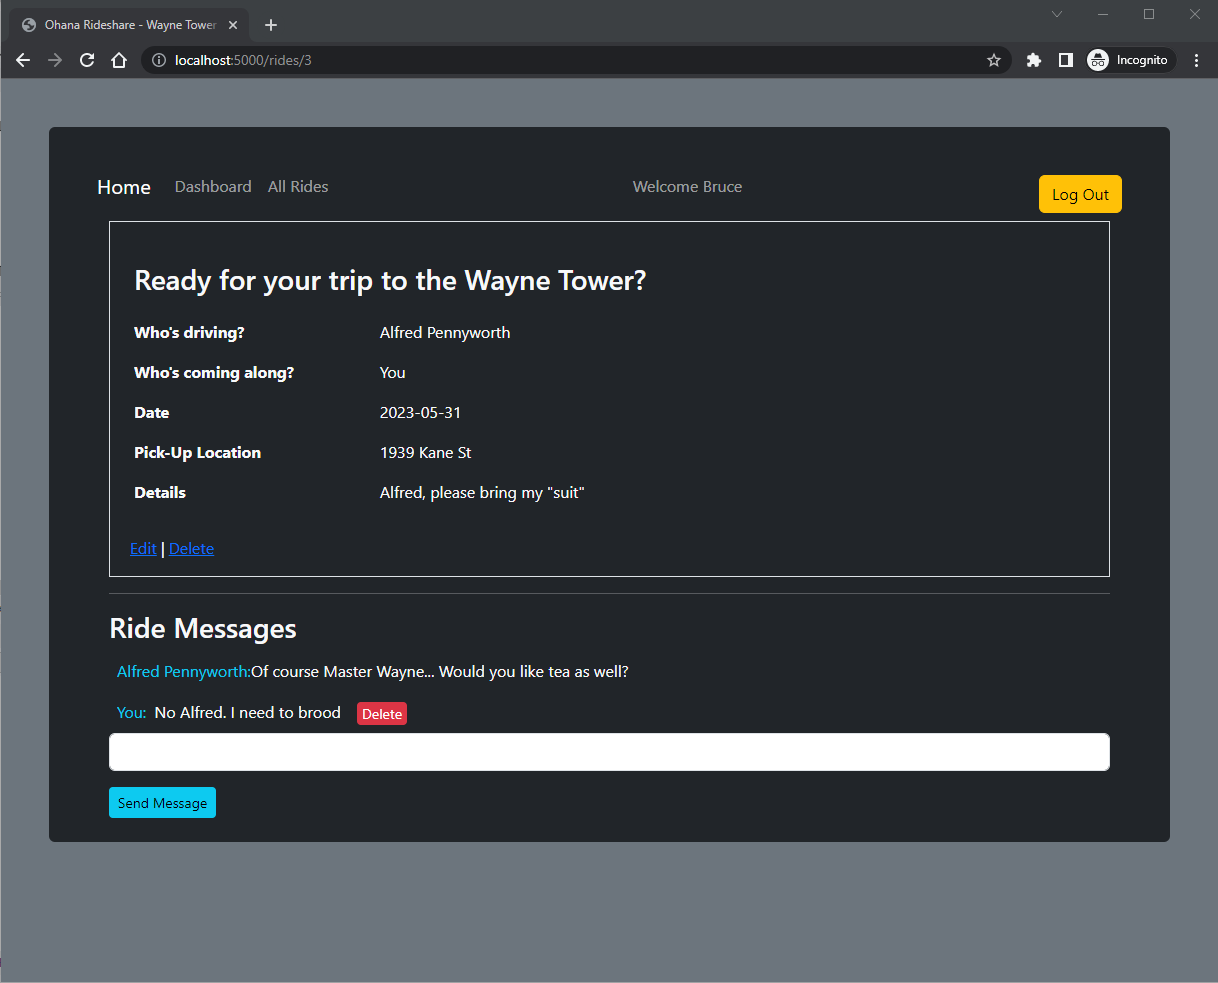 Ohana Rideshare - Wayne Tower
localhost:5000/rides/3
Incognito
Home Dashboard All Rides Welcome Bruce Log Out
Ready for your trip to the Wayne Tower?
Who's driving? Alfred Pennyworth
Who's coming along? You
Date 2023-05-31
Pick-Up Location 1939 Kane St
Details Alfred, please bring my "suit"
Edit | Delete
Ride Messages
Alfred Pennyworth:Of course Master Wayne... Would you like tea as well?
You: No Alfred. I need to brood Delete
Send Message